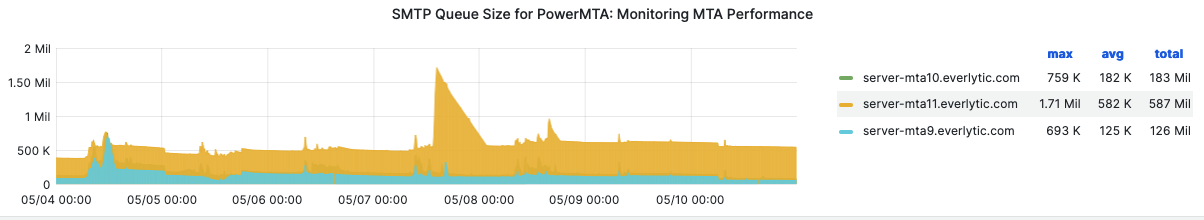 SMTP Queue Size for PowerMTA: Monitoring MTA Performance
2 Mil
1.50 Mil
1 Mil
500 K
0
05/04 00:00 05/05 00:00 05/06 00:00 05/07 00:00 05/08 00:00 05/09 00:00 05/10 00:00
max avg total
server-mta10.everlytic.com 759 K 182 K 183 Mil
server-mta11.everlytic.com 1.71 Mil 582 K 587 Mil
server-mta9.everlytic.com 693 K 125 K 126 Mil